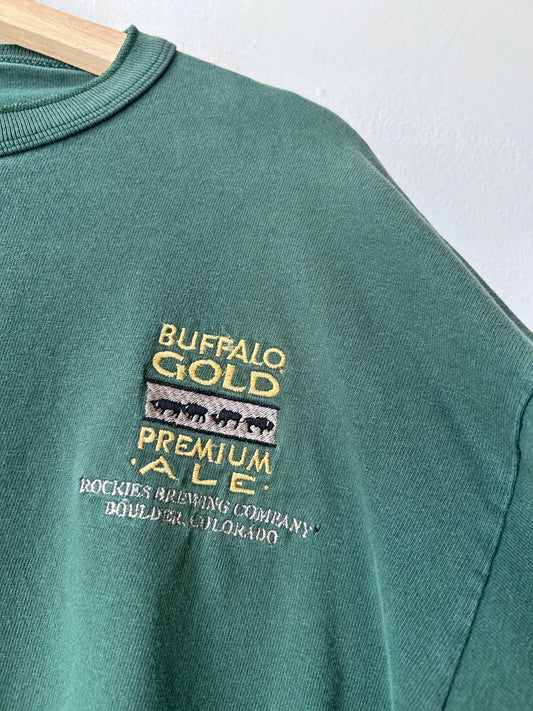 BUFFALO
GOLD
PREMIUM
·ALE·
ROCKIES BREWING COMPANY
BOULDER, COLORADO